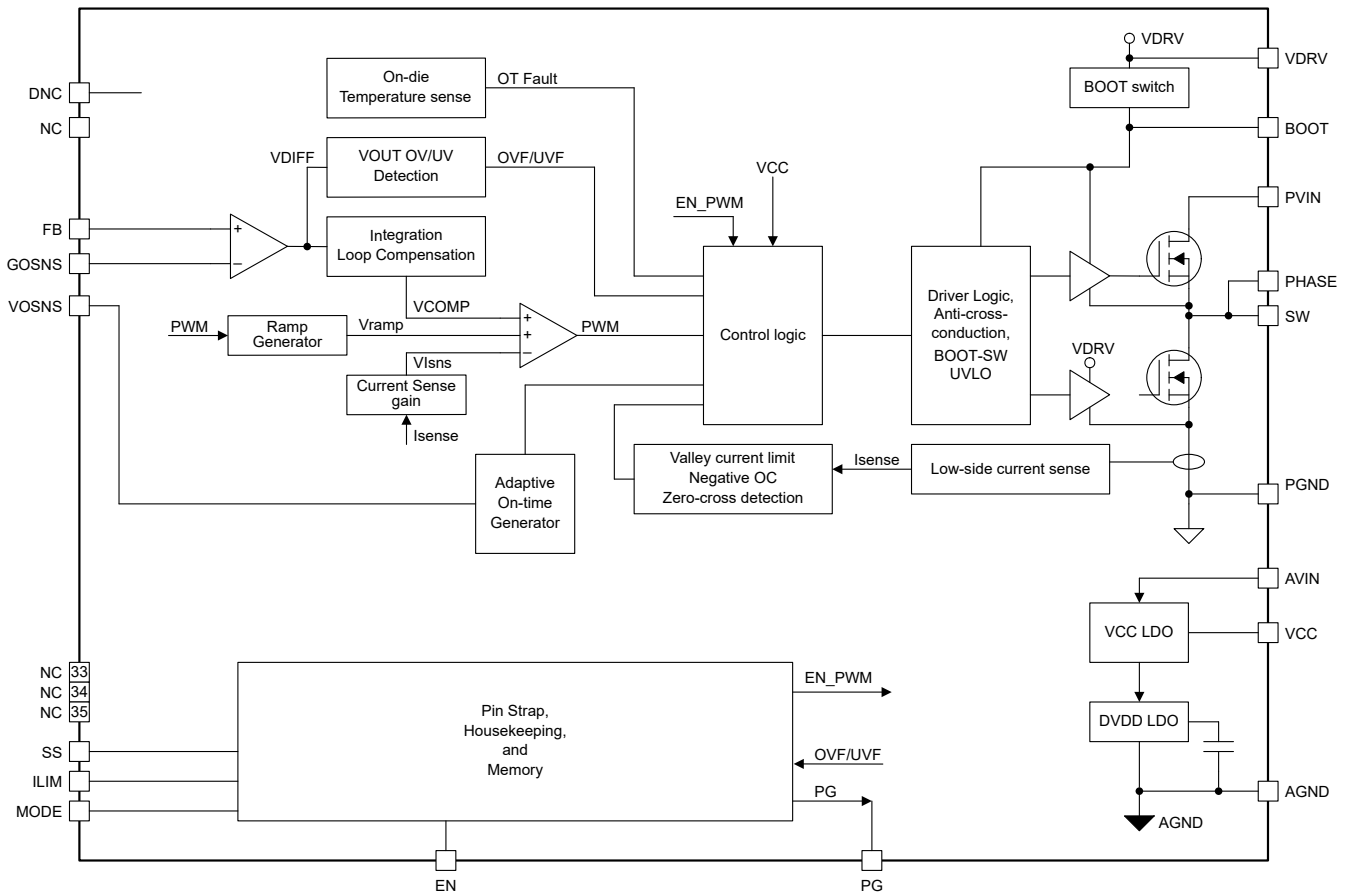 VDRV
VDRV
BOOT switch
BOOT
On-die
Temperature sense
OT Fault
DNC
NC
VDIFF
VOUT OV/UV
Detection
OVF/UVF
VCC
EN_PWM
PVIN
FB
GOSNS
+
−
Integration
Loop Compensation
VOSNS
VCOMP
PWM
Ramp
Generator
Vramp
+
+
−
PWM
VIsns
Current Sense
gain
Isense
Control logic
Driver Logic,
Anti-cross-
conduction,
BOOT-SW
UVLO
VDRV
PHASE
SW
Adaptive
On-time
Generator
Valley current limit
Negative OC
Zero-cross detection
Isense
Low-side current sense
PGND
AVIN
VCC LDO
VCC
DVDD LDO
AGND
AGND
NC 33
NC 34
NC 35
SS
ILIM
MODE
Pin Strap,
Housekeeping,
and
Memory
EN_PWM
OVF/UVF
PG
EN
PG